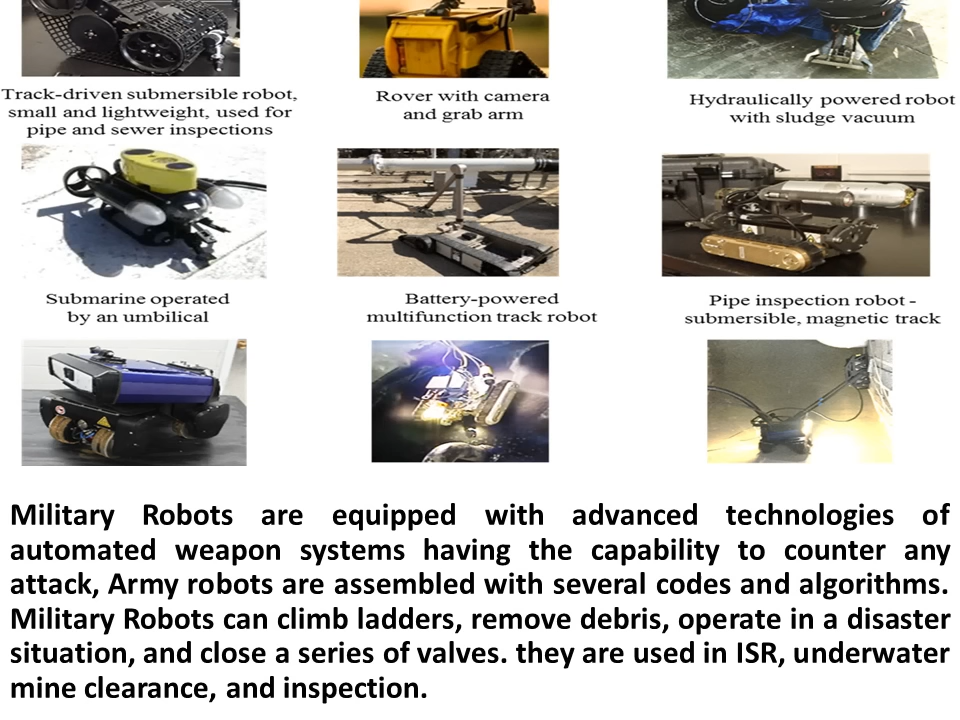 Track-driven submersible robot,
small and lightweight, used for
pipe and sewer inspections
Rover with camera
and grab arm
Hydraulically powered robot
with sludge vacuum
Submarine operated
by an umbilical
Battery-powered
multifunction track robot
Pipe inspection robot -
submersible, magnetic track
Military Robots are equipped with advanced technologies of
automated weapon systems having the capability to counter any
attack, Army robots are assembled with several codes and algorithms.
Military Robots can climb ladders, remove debris, operate in a disaster
situation, and close a series of valves. they are used in ISR, underwater
mine clearance, and inspection.